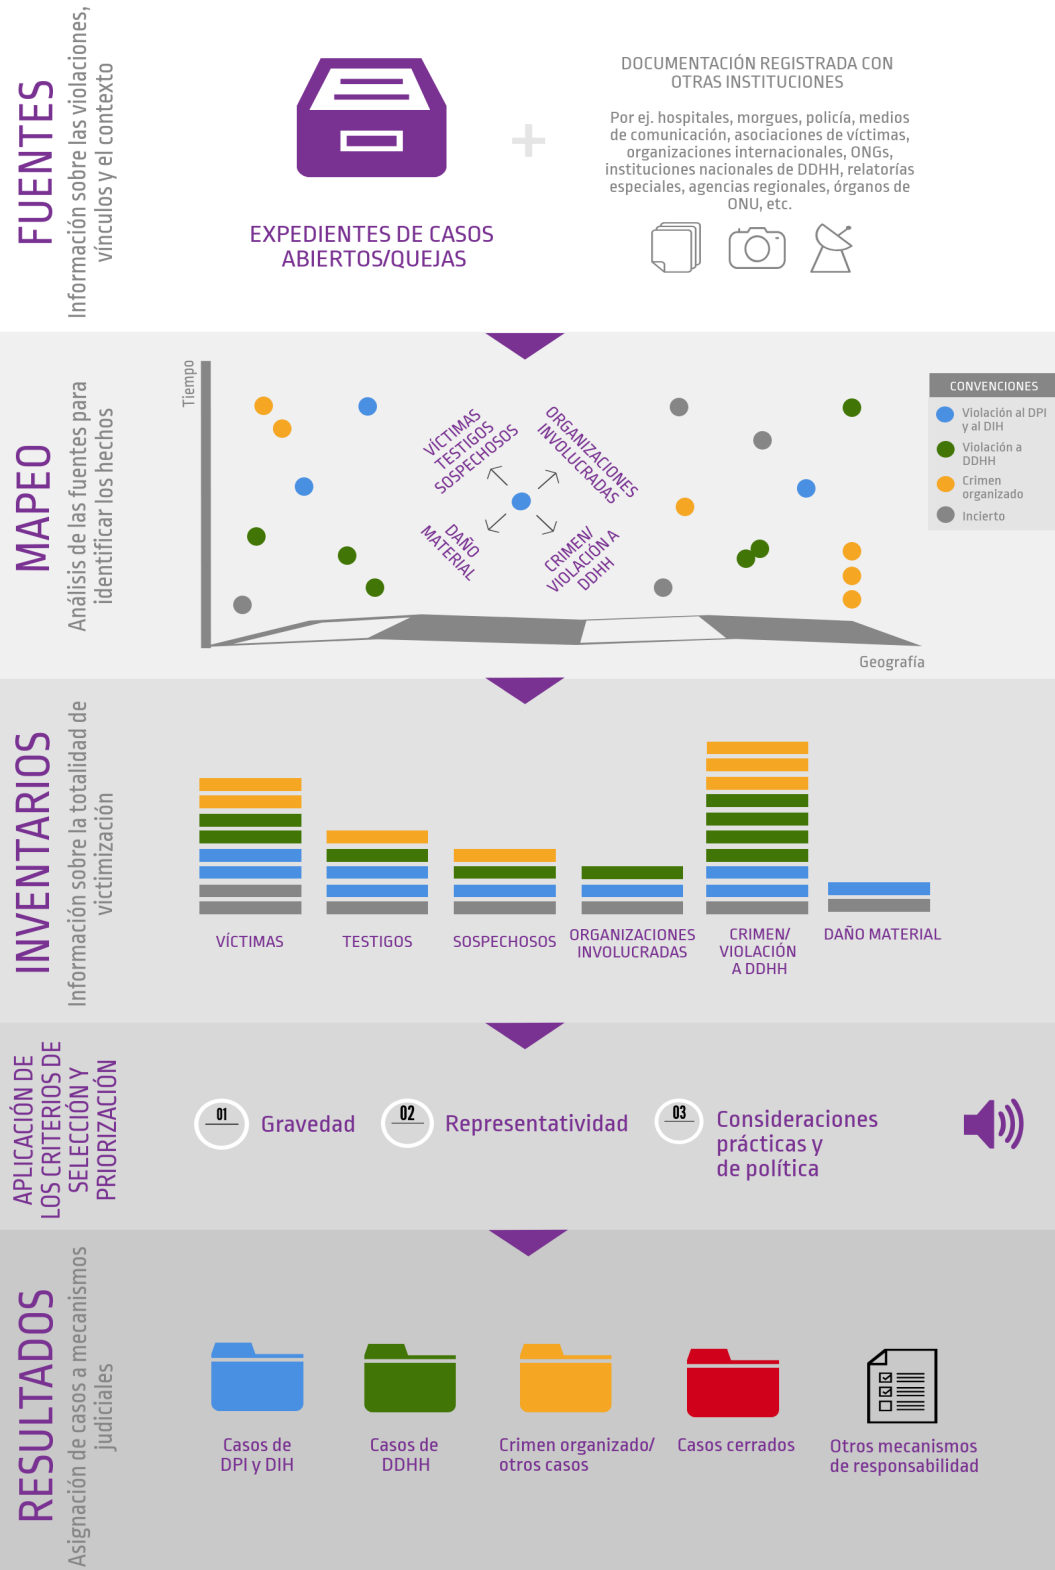 FUENTES
Información sobre las violaciones,
vínculos y el contexto
EXPEDIENTES DE CASOS
ABIERTOS/QUEJAS
DOCUMENTACIÓN REGISTRADA CON
OTRAS INSTITUCIONES
Por ej. hospitales, morgues, policía, medios
de comunicación, asociaciones de víctimas,
organizaciones internacionales, ONGs,
instituciones nacionales de DDHH, relatorías
especiales, agencias regionales, órganos de
ONU, etc.
MAPEO
Análisis de las fuentes para
identificar los hechos
Tiempo
VÍCTIMAS
TESTIGOS
SOSPECHOSOS
ORGANIZACIONES
INVOLUCRADAS
DAÑO
MATERIAL
CRIMEN/
VIOLACIÓN A
DDHH
Geografía
CONVENCIONES
Violación al DPI
y al DIH
Violación a
DDHH
Crimen
organizado
Incierto
INVENTARIOS
Información sobre la totalidad de
victimización
VÍCTIMAS
TESTIGOS
SOSPECHOSOS
ORGANIZACIONES
INVOLUCRADAS
CRIMEN/
VIOLACIÓN
A DDHH
DAÑO MATERIAL
APLICACIÓN DE
LOS CRITERIOS DE
SELECCIÓN Y
PRIORIZACIÓN
01
Gravedad
02
Representatividad
03
Consideraciones
prácticas y
de política
RESULTADOS
Asignación de casos a mecanismos
judiciales
Casos de
DPI y DIH
Casos de
DDHH
Crimen organizado/
otros casos
Casos cerrados
Otros mecanismos
de responsabilidad